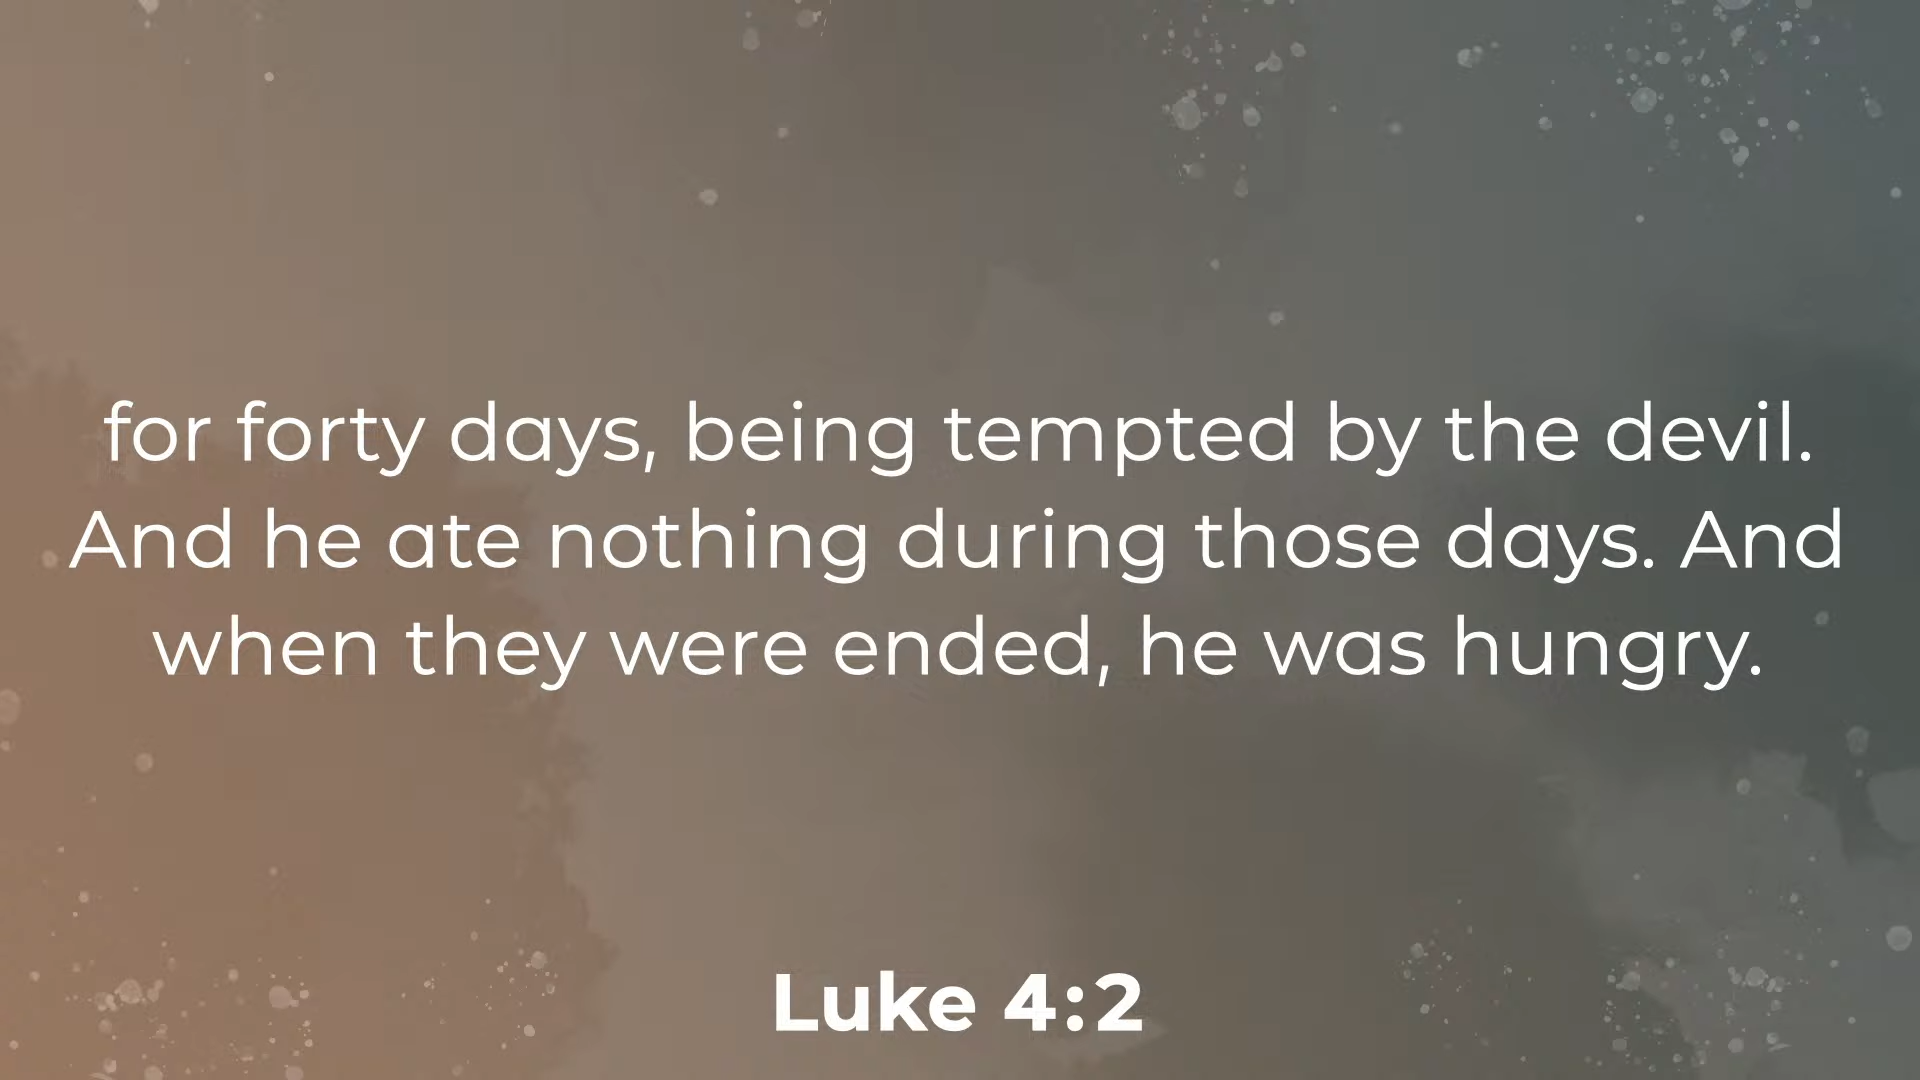 for forty days, being tempted by the devil.
And he ate nothing during those days. And
when they were ended, he was hungry.
Luke 4:2